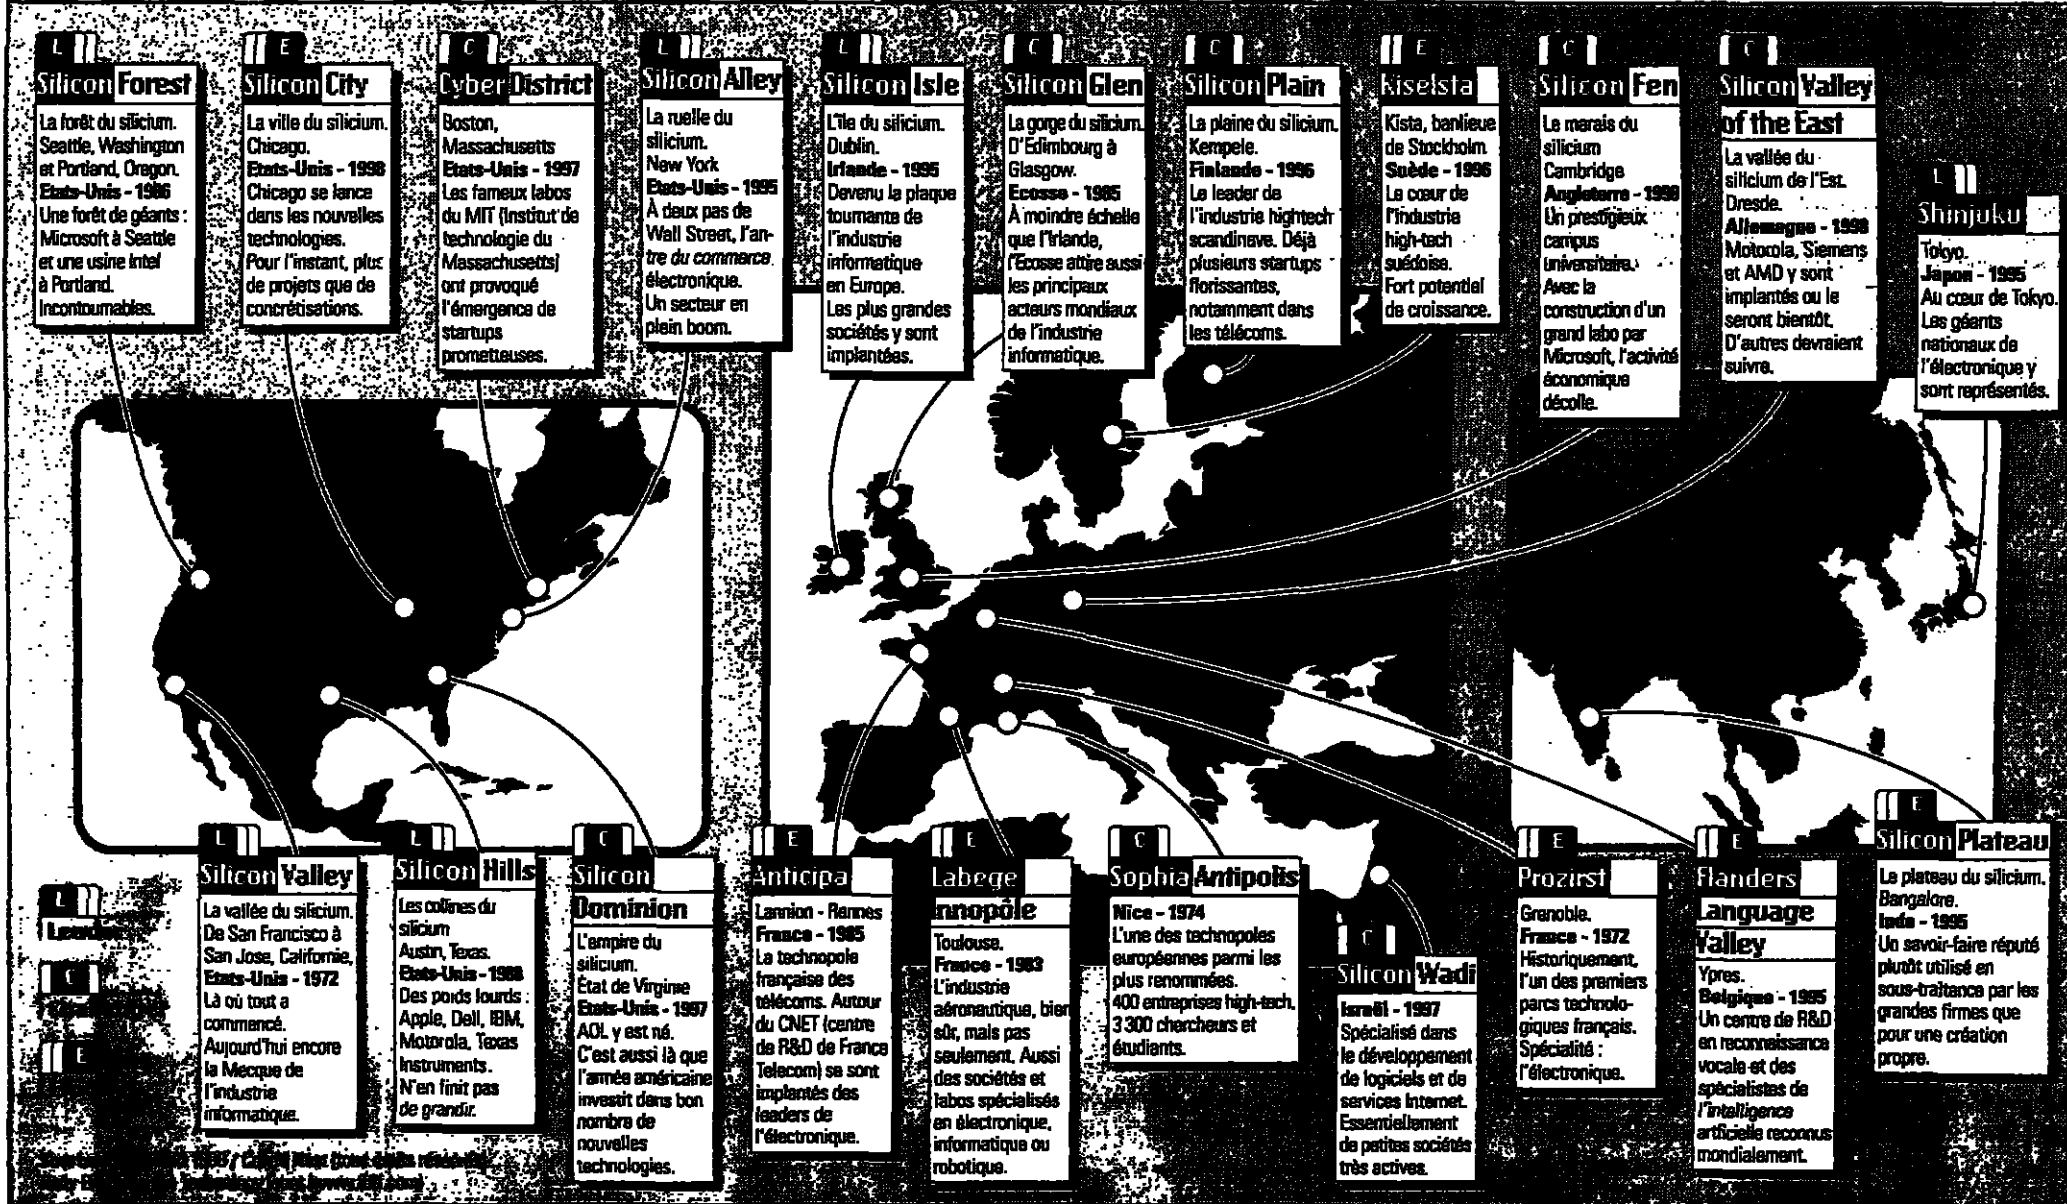 L
Silicon Forest
La forêt du silicium.
Seattle, Washington
et Portland, Oregon.
Etats-Unis - 1986
Une forêt de géants :
Microsoft à Seattle
et une usine Intel
à Portland.
Incontournables.
E
Silicon City
La ville du silicium.
Chicago.
Etats-Unis - 1998
Chicago se lance
dans les nouvelles
technologies.
Pour l'instant, plus
de projets que de
concrétisations.
C
Cyber District
Boston,
Massachusetts
Etats-Unis - 1997
Les fameux labos
du MIT (Institut de
technologie du
Massachusetts)
ont provoqué
l'émergence de
startups
prometteuses.
L
Silicon Alley
La ruelle du
silicium.
New York
Etats-Unis - 1995
À deux pas de
Wall Street, l'an-
tre du commerce
électronique.
Un secteur en
plein boom.
L
Silicon Isle
L'île du silicium.
Dublin.
Irlande - 1995
Devenu la plaque
tournante de
l'industrie
informatique
en Europe.
Les plus grandes
sociétés y sont
implantées.
C
Silicon Glen
La gorge du silicium.
D'Edimbourg à
Glasgow.
Ecosse - 1985
À moindre échelle
que l'Irlande,
l'Ecosse attire aussi
les principaux
acteurs mondiaux
de l'industrie
informatique.
C
Silicon Plain
La plaine du silicium.
Kempele.
Finlande - 1996
Le leader de
l'industrie hightech
scandinave. Déjà
plusieurs startups
florissantes,
notamment dans
les télécoms.
E
Kiselsta
Kista, banlieue
de Stockholm
Suède - 1996
Le cœur de
l'industrie
high-tech
suédoise.
Fort potentiel
de croissance.
C
Silicon Fen
Le marais du
silicium
Cambridge
Angleterre - 1998
Un prestigieux
campus
universitaire.
Avec la
construction d'un
grand labo par
Microsoft, l'activité
économique
décolle.
C
Silicon Valley
of the East
La vallée du
silicium de l'Est.
Dresde.
Allemagne - 1998
Motorola, Siemens
et AMD y sont
implantés ou le
seront bientôt.
D'autres devraient
suivre.
L
Shinjuku
Tokyo.
Japon - 1995
Au cœur de Tokyo.
Les géants
nationaux de
l'électronique y
sont représentés.
L
Silicon Valley
La vallée du silicium.
De San Francisco à
San Jose, Californie,
Etats-Unis - 1972
Là où tout a
commencé.
Aujourd'hui encore
la Mecque de
l'industrie
informatique.
L
Silicon Hills
Les collines du
silicium
Austin, Texas.
Etats-Unis - 1988
Des poids lourds :
Apple, Dell, IBM,
Motorola, Texas
Instruments.
N'en finit pas
de grandir.
C
Silicon
Dominion
L'empire du
silicium.
État de Virginie
Etats-Unis - 1997
AOL y est né.
C'est aussi là que
l'armée américaine
investit dans bon
nombre de
nouvelles
technologies.
E
Anticipa
Lannion - Rennes
France - 1985
La technopole
française des
télécoms. Autour
du CNET (centre
de R&D de France
Telecom) se sont
implantés des
leaders de
l'électronique.
E
Labege
Innopôle
Toulouse.
France - 1983
L'industrie
aéronautique, bien
sûr, mais pas
seulement. Aussi
des sociétés et
labos spécialisés
en électronique,
informatique ou
robotique.
C
Sophia Antipolis
Nice - 1974
L'une des technopoles
européennes parmi les
plus renommées.
400 entreprises high-tech.
3 300 chercheurs et
étudiants.
C
Silicon Wadi
Israël - 1997
Spécialisé dans
le développement
de logiciels et de
services Internet.
Essentiellement
de petites sociétés
très actives.
E
Prozirst
Grenoble.
France - 1972
Historiquement,
l'un des premiers
parcs technolo-
giques français.
Spécialité :
l'électronique.
E
Flanders
Language
Valley
Ypres.
Belgique - 1995
Un centre de R&D
en reconnaissance
vocale et des
spécialistes de
l'intelligence
artificielle reconnus
mondialement.
E
Silicon Plateau
Le plateau du silicium.
Bangalore.
Inde - 1995
Un savoir-faire réputé
plutôt utilisé en
sous-traitance par les
grandes firmes que
pour une création
propre.
L
Leader
C
E